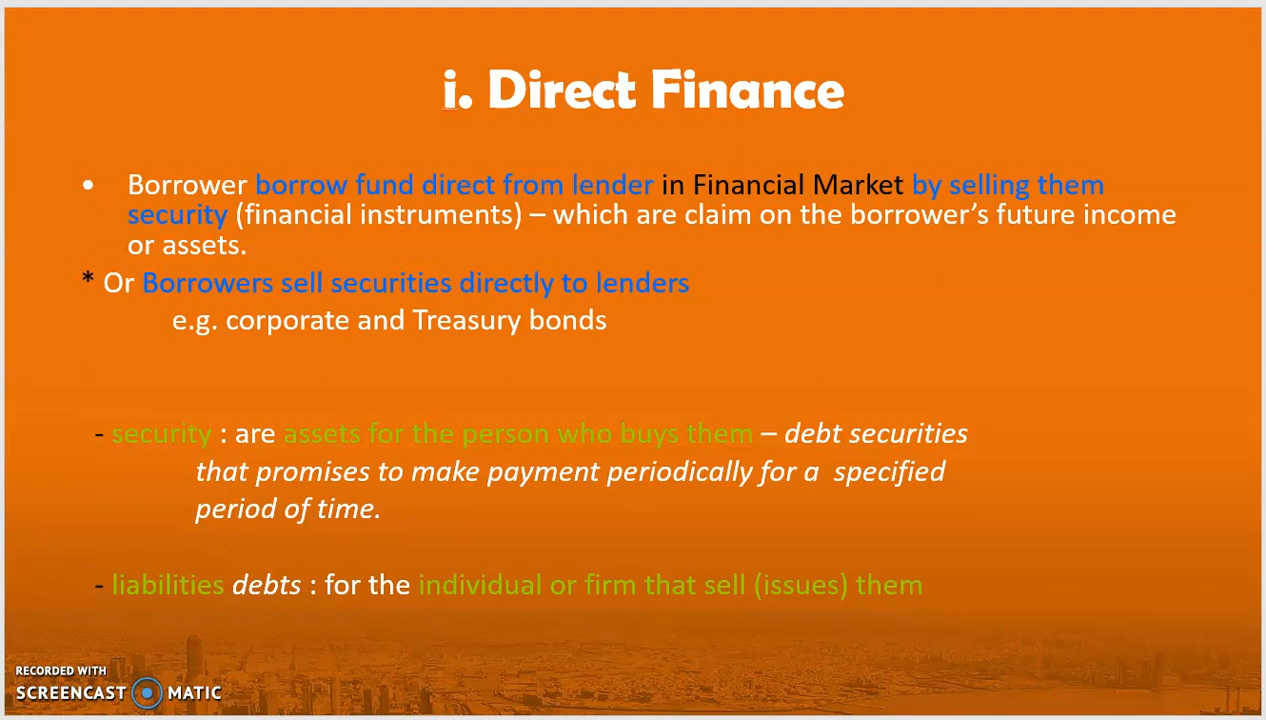 i. Direct Finance
• Borrower borrow fund direct from lender in Financial Market by selling them
security (financial instruments) – which are claim on the borrower's future income
or assets.
* Or Borrowers sell securities directly to lenders
e.g. corporate and Treasury bonds
- security : are assets for the person who buys them – debt securities
that promises to make payment periodically for a specified
period of time.
- liabilities debts : for the individual or firm that sell (issues) them
RECORDED WITH
SCREENCAST MATIC